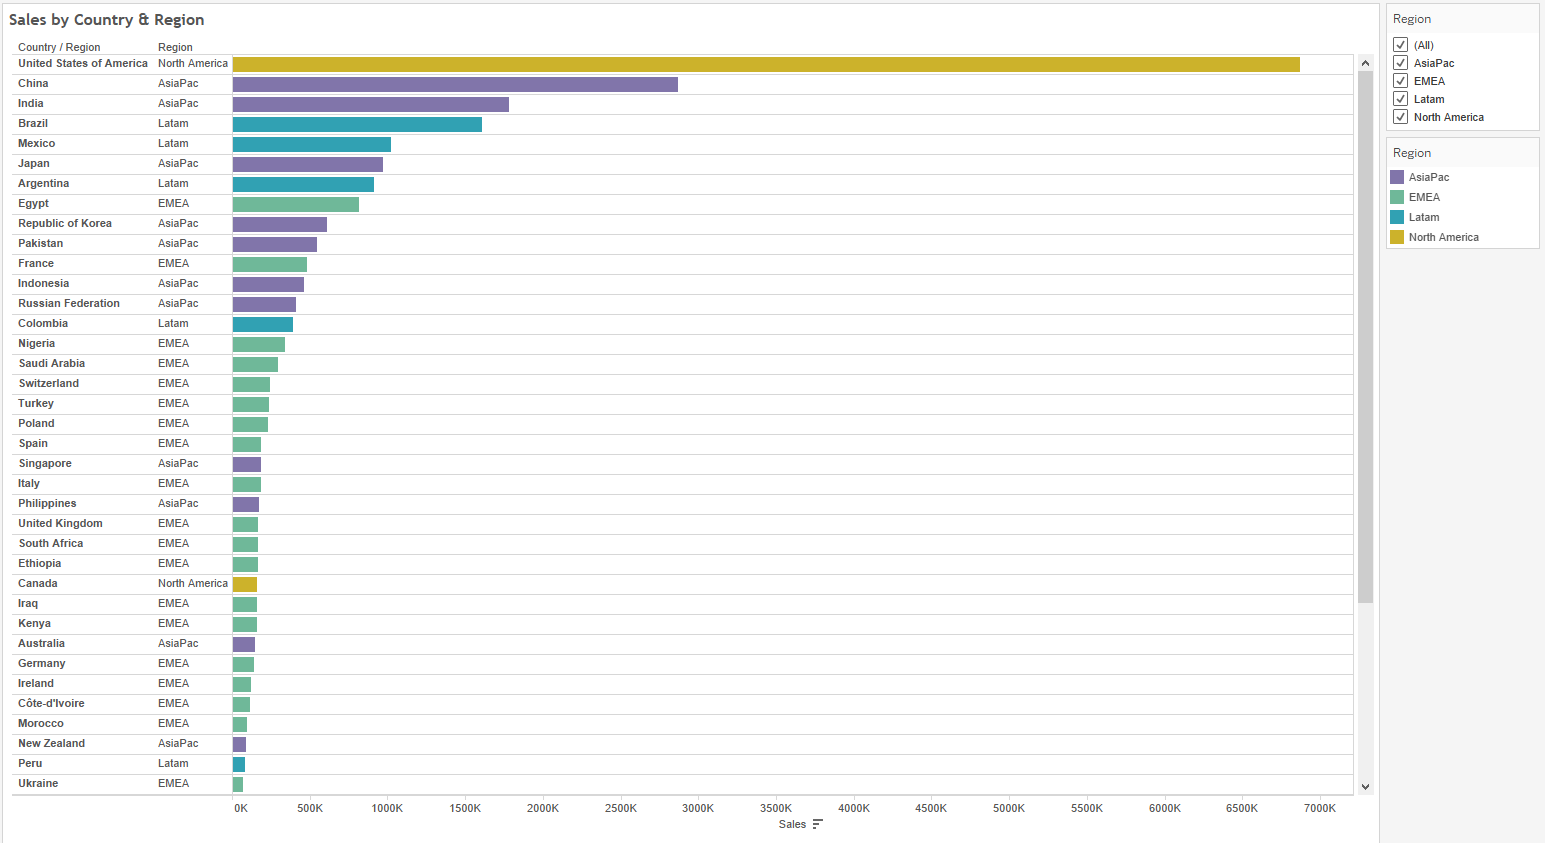 Sales by Country & Region
Country / Region Region
United States of America North America
China AsiaPac
India AsiaPac
Brazil Latam
Mexico Latam
Japan AsiaPac
Argentina Latam
Egypt EMEA
Republic of Korea AsiaPac
Pakistan AsiaPac
France EMEA
Indonesia AsiaPac
Russian Federation AsiaPac
Colombia Latam
Nigeria EMEA
Saudi Arabia EMEA
Switzerland EMEA
Turkey EMEA
Poland EMEA
Spain EMEA
Singapore AsiaPac
Italy EMEA
Philippines AsiaPac
United Kingdom EMEA
South Africa EMEA
Ethiopia EMEA
Canada North America
Iraq EMEA
Kenya EMEA
Australia AsiaPac
Germany EMEA
Ireland EMEA
Côte-d'Ivoire EMEA
Morocco EMEA
New Zealand AsiaPac
Peru Latam
Ukraine EMEA
0K 500K 1000K 1500K 2000K 2500K 3000K 3500K 4000K 4500K 5000K 5500K 6000K 6500K 7000K
Sales
Region
(All)
AsiaPac
EMEA
Latam
North America
Region
AsiaPac
EMEA
Latam
North America